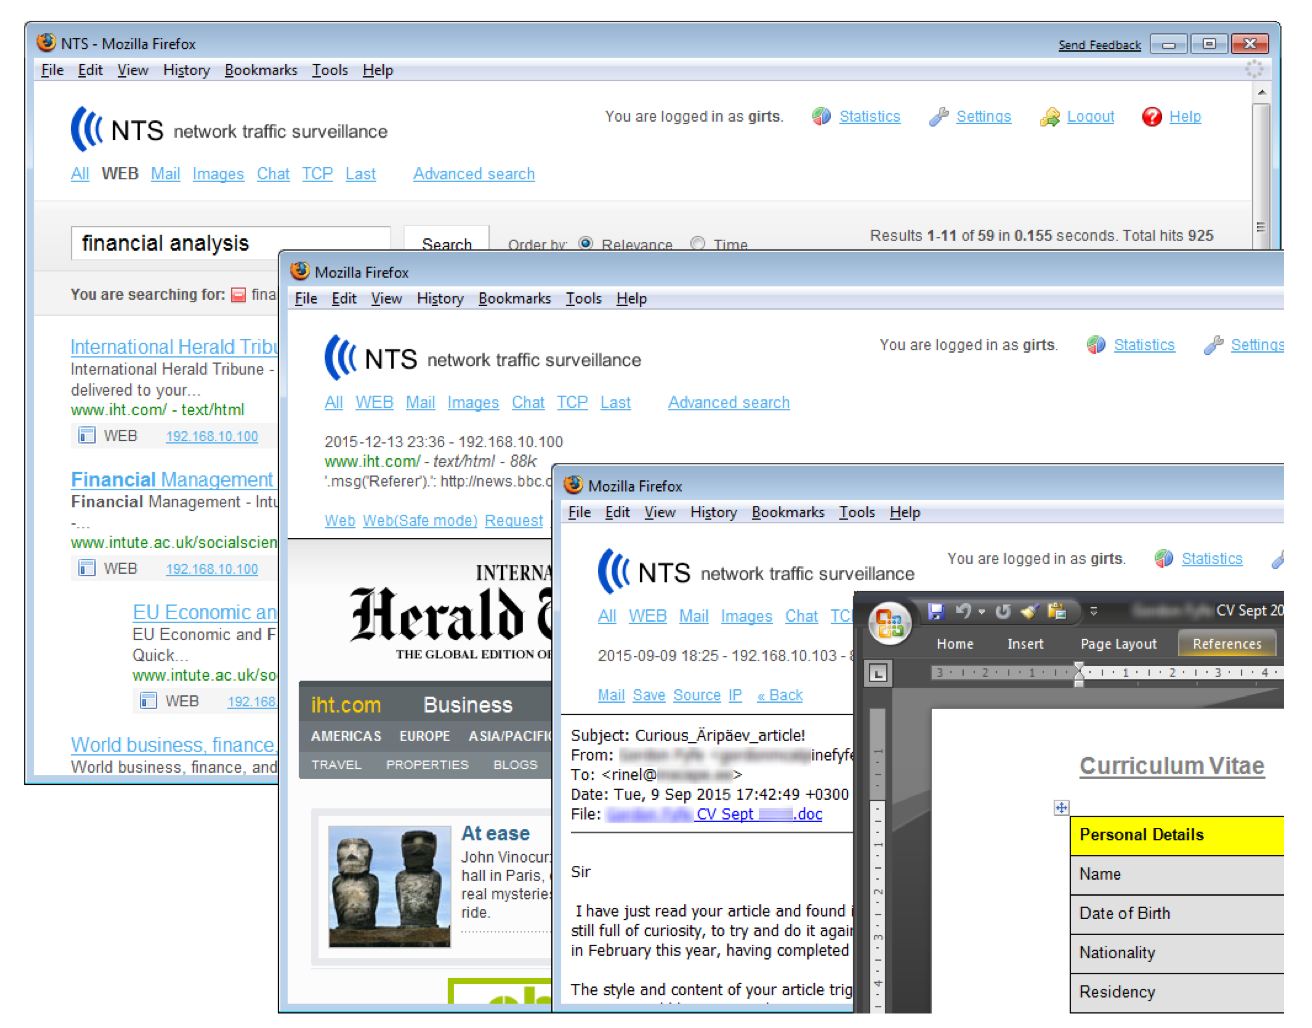 NTS - Mozilla Firefox
Send Feedback
File Edit View History Bookmarks Tools Help
NTS network traffic surveillance
You are logged in as girts. Statistics Settings Logout Help
All WEB Mail Images Chat TCP Last Advanced search
financial analysis Search Order by: Relevance Time
Results 1-11 of 59 in 0.155 seconds. Total hits 925
You are searching for: fina
International Herald Tribu
International Herald Tribune -
delivered to your...
www.iht.com/ - text/html
WEB 192.168.10.100
Financial Management
Financial Management - Intu
-...
www.intute.ac.uk/socialscien
WEB 192.168.10.100
EU Economic an
EU Economic and F
Quick...
www.intute.ac.uk/so
WEB 192.168.
World business, finance,
World business, finance, and
Mozilla Firefox
File Edit View History Bookmarks Tools Help
NTS network traffic surveillance
You are logged in as girts. Statistics Settings
All WEB Mail Images Chat TCP Last Advanced search
2015-12-13 23:36 - 192.168.10.100
www.iht.com/ - text/html - 88k
'.msg('Referer').': http://news.bbc.c
Web Web(Safe mode) Request
INTERNA
Herald
THE GLOBAL EDITION OF
iht.com Business
AMERICAS EUROPE ASIA/PACIFIC
TRAVEL PROPERTIES BLOGS
At ease
John Vinocur:
hall in Paris,
real mysteries
ride.
Mozilla Firefox
File Edit View History Bookmarks Tools Help
NTS network traffic surveillance
You are logged in as girts. Statistics
All WEB Mail Images Chat TC
2015-09-09 18:25 - 192.168.10.103 - 8
Mail Save Source IP « Back
Subject: Curious_Äripäev_article!
From: inefyfe
To: <rinel@ >
Date: Tue, 9 Sep 2015 17:42:49 +0300
File: CV Sept .doc
Sir
I have just read your article and found i
still full of curiosity, to try and do it agair
in February this year, having completed
The style and content of your article trig
CV Sept 20
Home Insert Page Layout References
3 2 1 1 2 3 4
Curriculum Vitae
Personal Details
Name
Date of Birth
Nationality
Residency